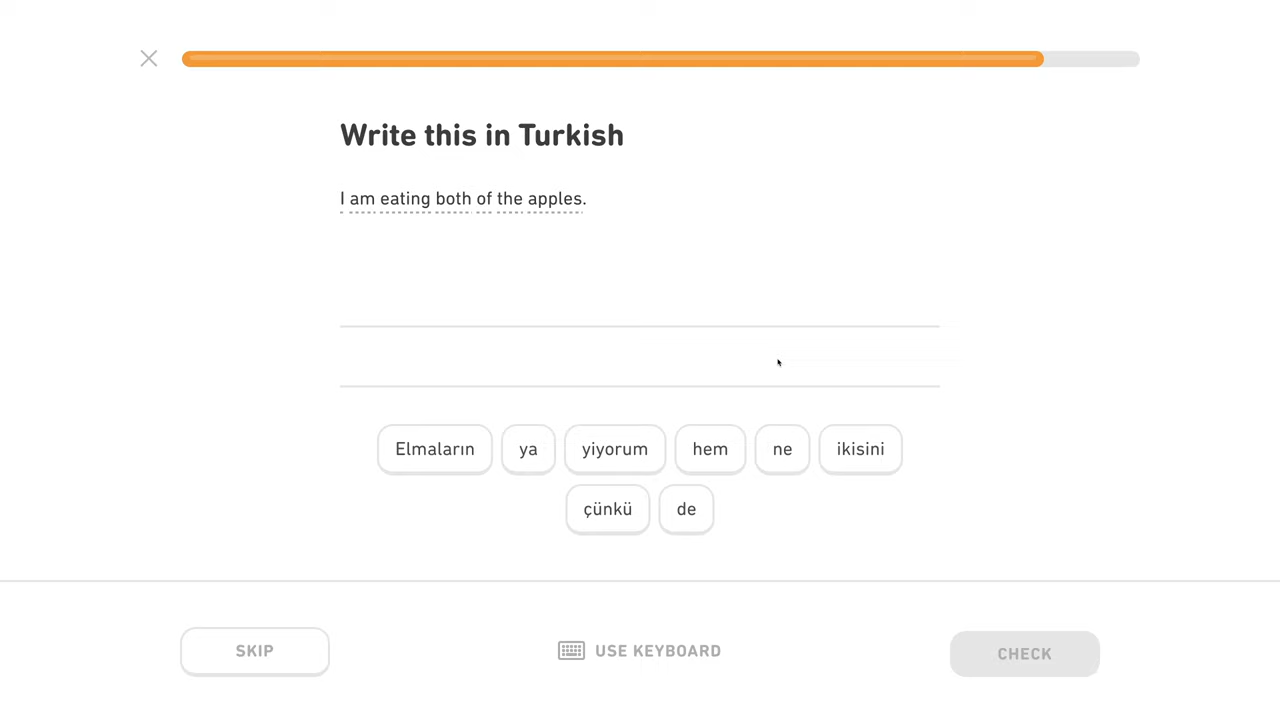 Write this in Turkish
I am eating both of the apples.
Elmaların ya yiyorum hem ne ikisini
çünkü de
SKIP USE KEYBOARD CHECK